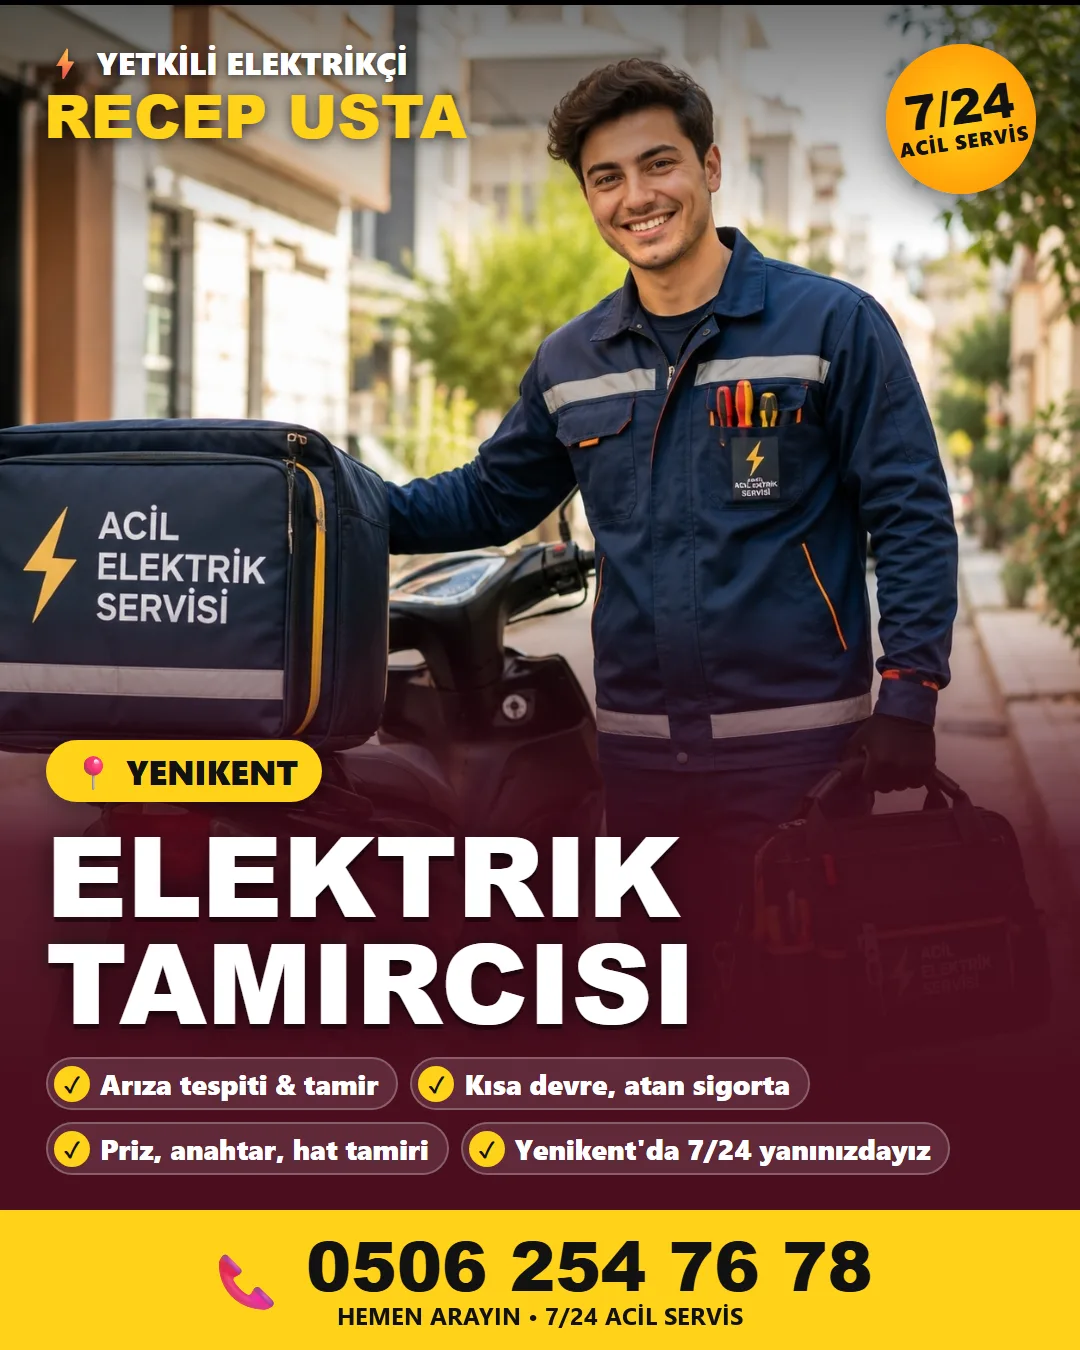 YETKİLİ ELEKTRİKÇİ
RECEP USTA
7/24
ACİL SERVİS
ACİL
ELEKTRİK
SERVİSİ
SERVİSİ
YENIKENT
ELEKTRIK
TAMIRCISI
ACİL
ELEKTRİK
SERVİSİ
Arıza tespiti & tamir
Kısa devre, atan sigorta
Priz, anahtar, hat tamiri
Yenikent'da 7/24 yanınızdayız
0506 254 76 78
HEMEN ARAYIN • 7/24 ACİL SERVİS